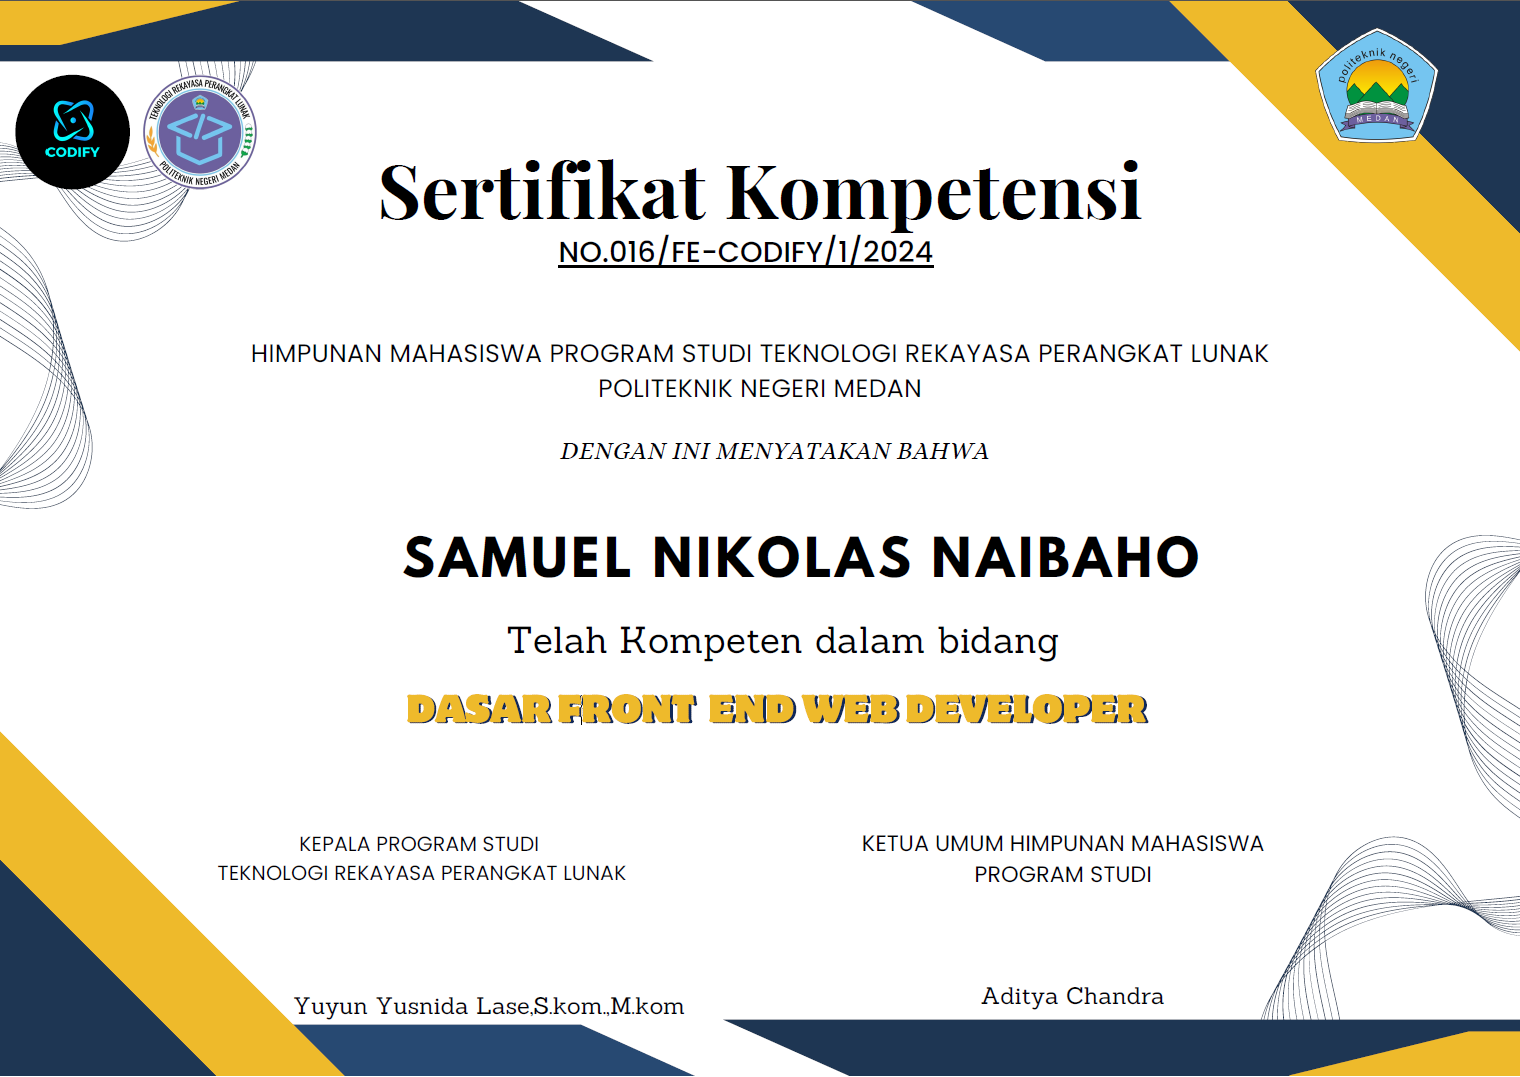 CODIFY
TEKNOLOGI REKAYASA PERANGKAT LUNAK
POLITEKNIK NEGERI MEDAN
politeknik negeri
MEDAN
Sertifikat Kompetensi
NO.016/FE-CODIFY/1/2024
HIMPUNAN MAHASISWA PROGRAM STUDI TEKNOLOGI REKAYASA PERANGKAT LUNAK
POLITEKNIK NEGERI MEDAN
DENGAN INI MENYATAKAN BAHWA
SAMUEL NIKOLAS NAIBAHO
Telah Kompeten dalam bidang
DASAR FRONT END WEB DEVELOPER
KEPALA PROGRAM STUDI
TEKNOLOGI REKAYASA PERANGKAT LUNAK
Yuyun Yusnida Lase,S.kom.,M.kom
KETUA UMUM HIMPUNAN MAHASISWA
PROGRAM STUDI
Aditya Chandra